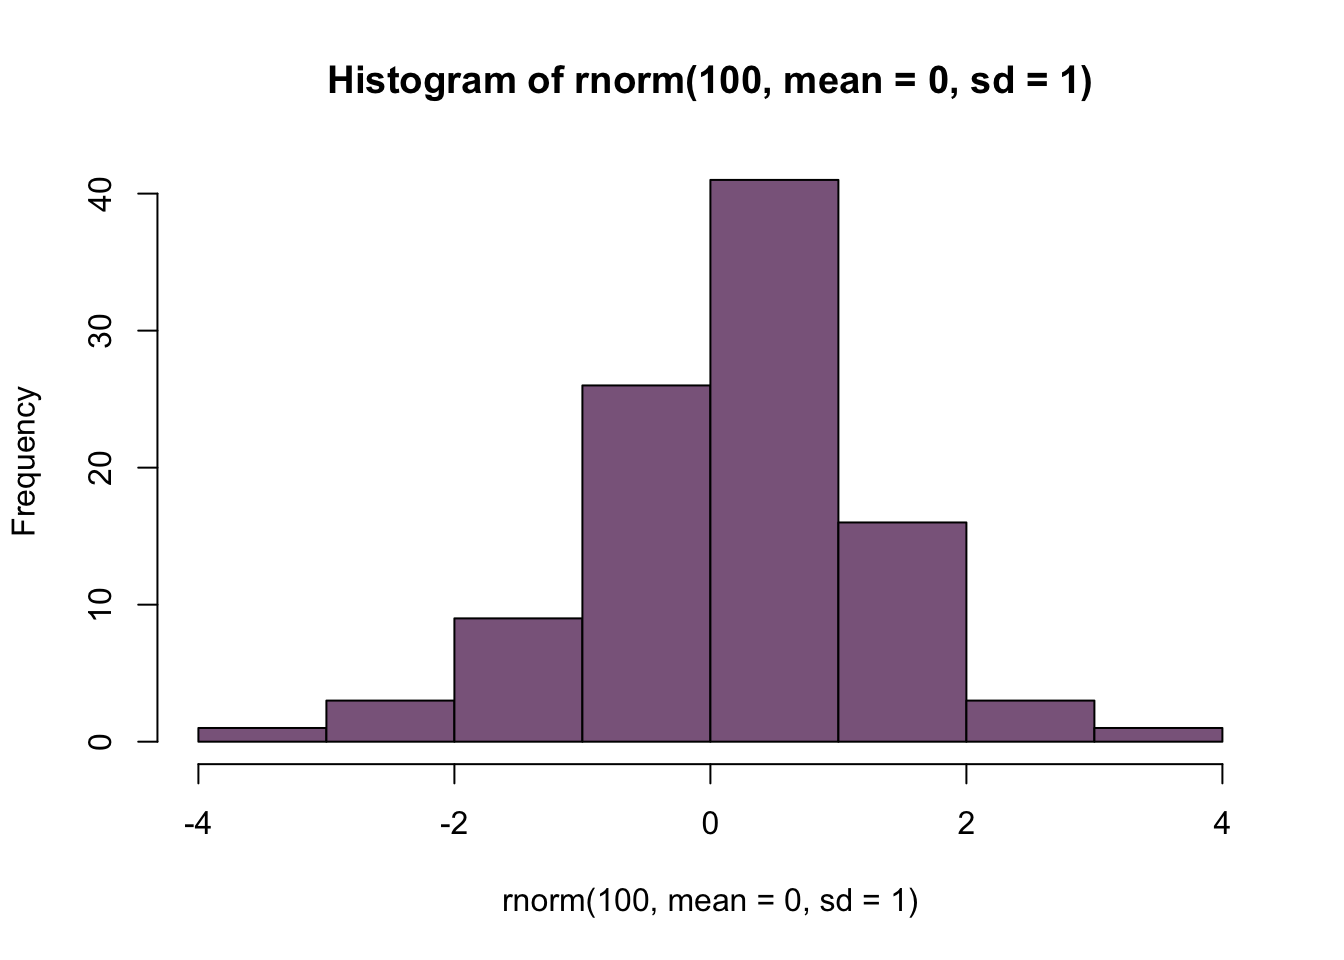 Histogram of rnorm(100, mean = 0, sd = 1)
Frequency
40
30
20
10
0
-4 -2 0 2 4
rnorm(100, mean = 0, sd = 1)